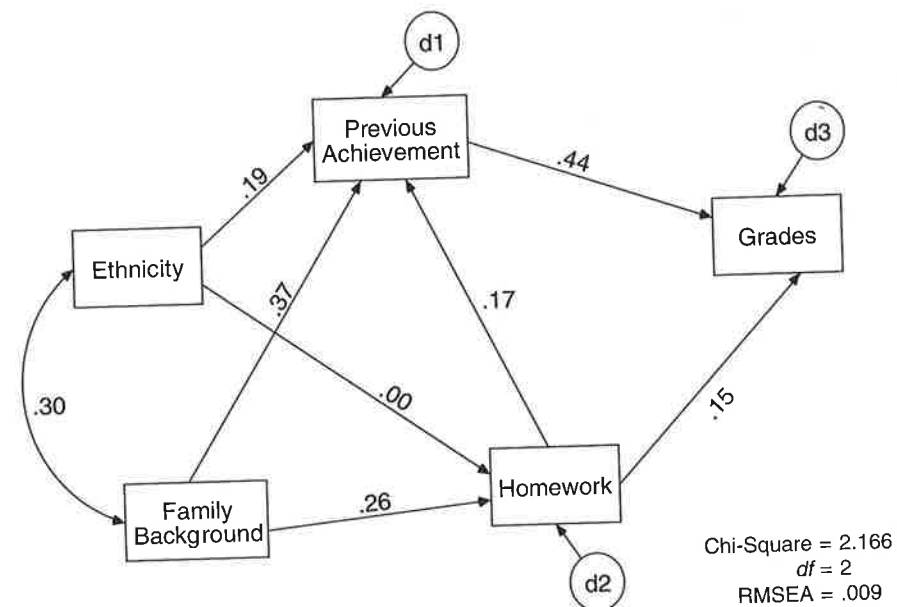 d1
Previous
Achievement
d3
.44
.19
Grades
Ethnicity
.37
.17
.00
.15
.30
Homework
.26
Family
Background
d2
Chi-Square = 2.166
df = 2
RMSEA = .009